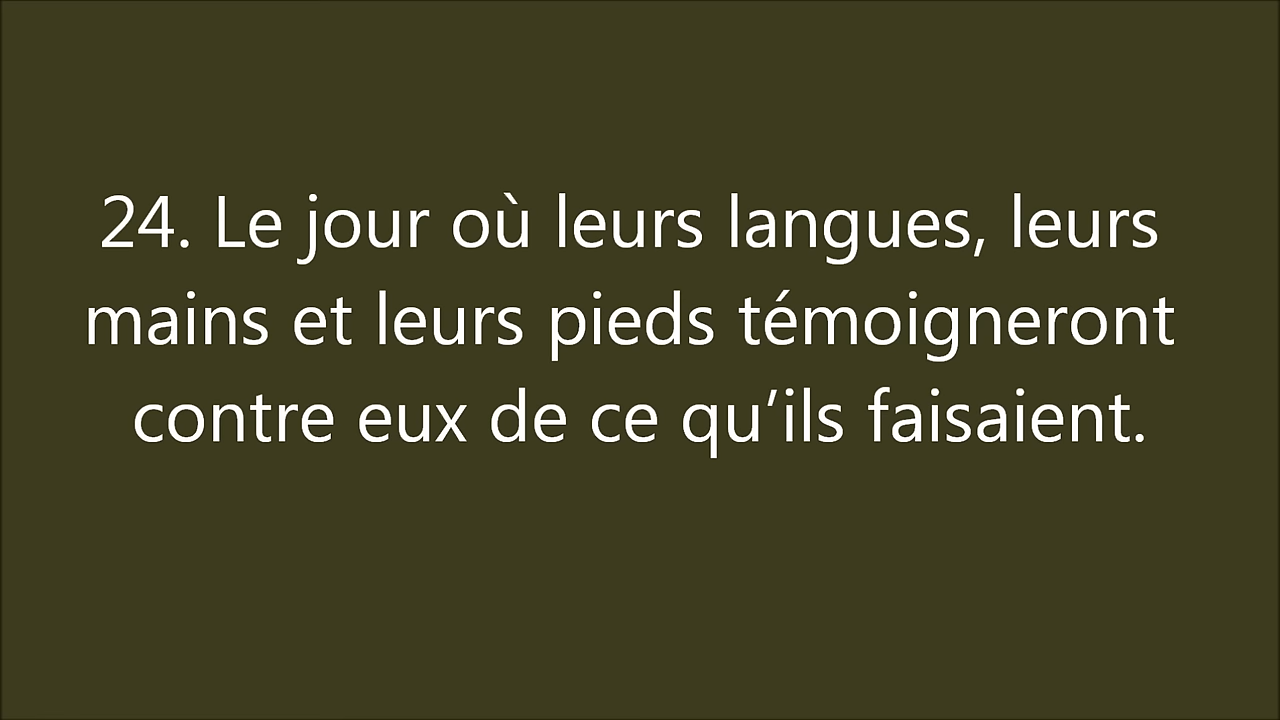 24. Le jour où leurs langues, leurs
mains et leurs pieds témoigneront
contre eux de ce qu’ils faisaient.